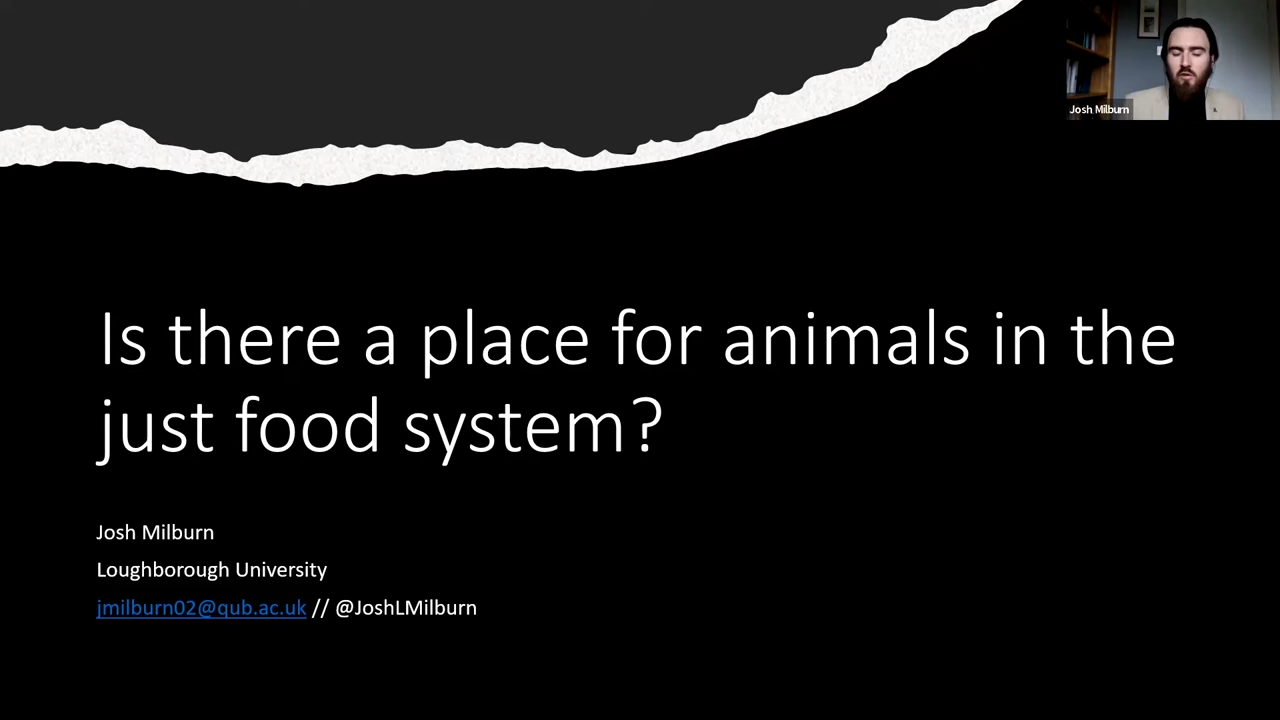 Josh Milburn
Is there a place for animals in the
just food system?
Josh Milburn
Loughborough University
jmilburn02@qub.ac.uk // @JoshLMilburn